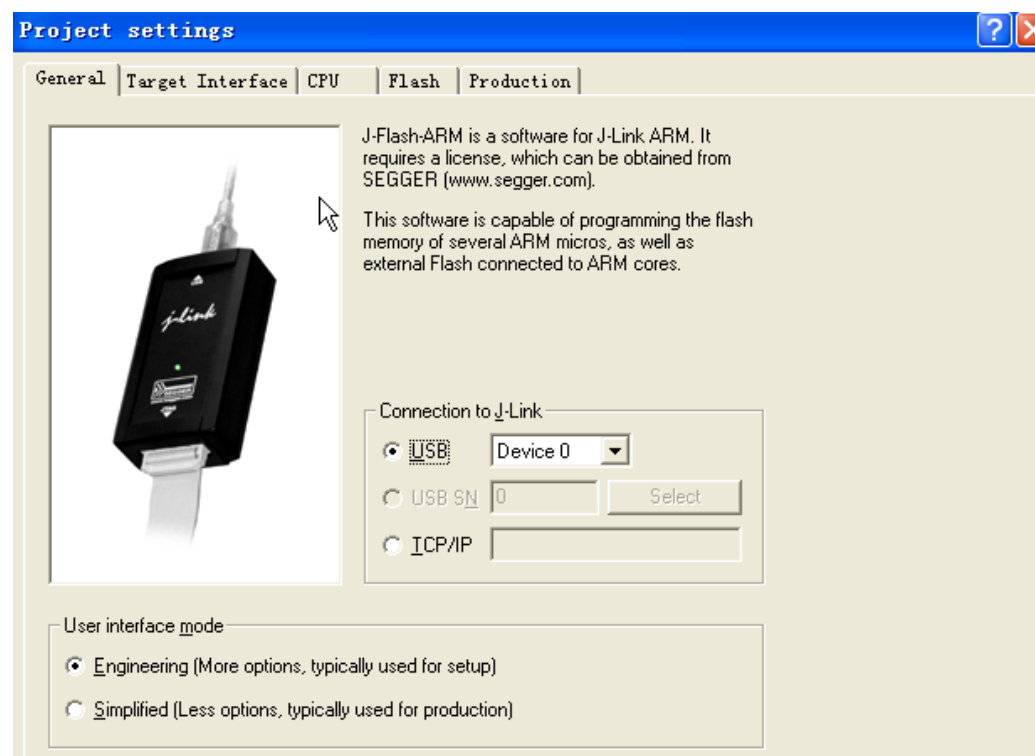 Project settings
General Target Interface CPU Flash Production
J-Flash-ARM is a software for J-Link ARM. It
requires a license, which can be obtained from
SEGGER (www.segger.com).
This software is capable of programming the flash
memory of several ARM micros, as well as
external Flash connected to ARM cores.
j-link
Connection to J-Link
USB Device 0
USB SN 0 Select
TCP/IP
User interface mode
Engineering (More options, typically used for setup)
Simplified (Less options, typically used for production)